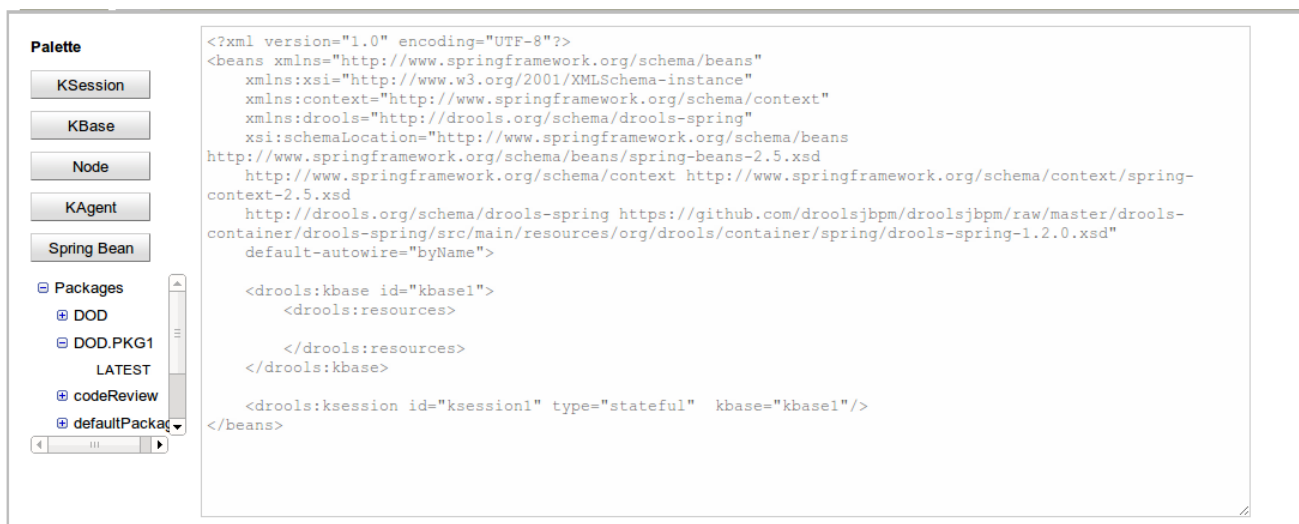 Palette
KSession
KBase
Node
KAgent
Spring Bean
Packages
DOD
DOD.PKG1
LATEST
codeReview
<?xml version="1.0" encoding="UTF-8"?>
<beans xmlns="http://www.springframework.org/schema/beans"
    xmlns:xsi="http://www.w3.org/2001/XMLSchema-instance"
    xmlns:context="http://www.springframework.org/schema/context"
    xmlns:drools="http://drools.org/schema/drools-spring"
    xsi:schemaLocation="http://www.springframework.org/schema/beans
http://www.springframework.org/schema/beans/spring-beans-2.5.xsd
    http://www.springframework.org/schema/context http://www.springframework.org/schema/context/spring-
context-2.5.xsd
    http://drools.org/schema/drools-spring https://github.com/droolsjbpm/droolsjbpm/raw/master/drools-
container/drools-spring/src/main/resources/org/drools/container/spring/drools-spring-1.2.0.xsd"
    default-autowire="byName">
    <drools:kbase id="kbase1">
        <drools:resources>
        </drools:resources>
    </drools:kbase>
    <drools:ksession id="ksession1" type="stateful"  kbase="kbase1"/>
</beans>